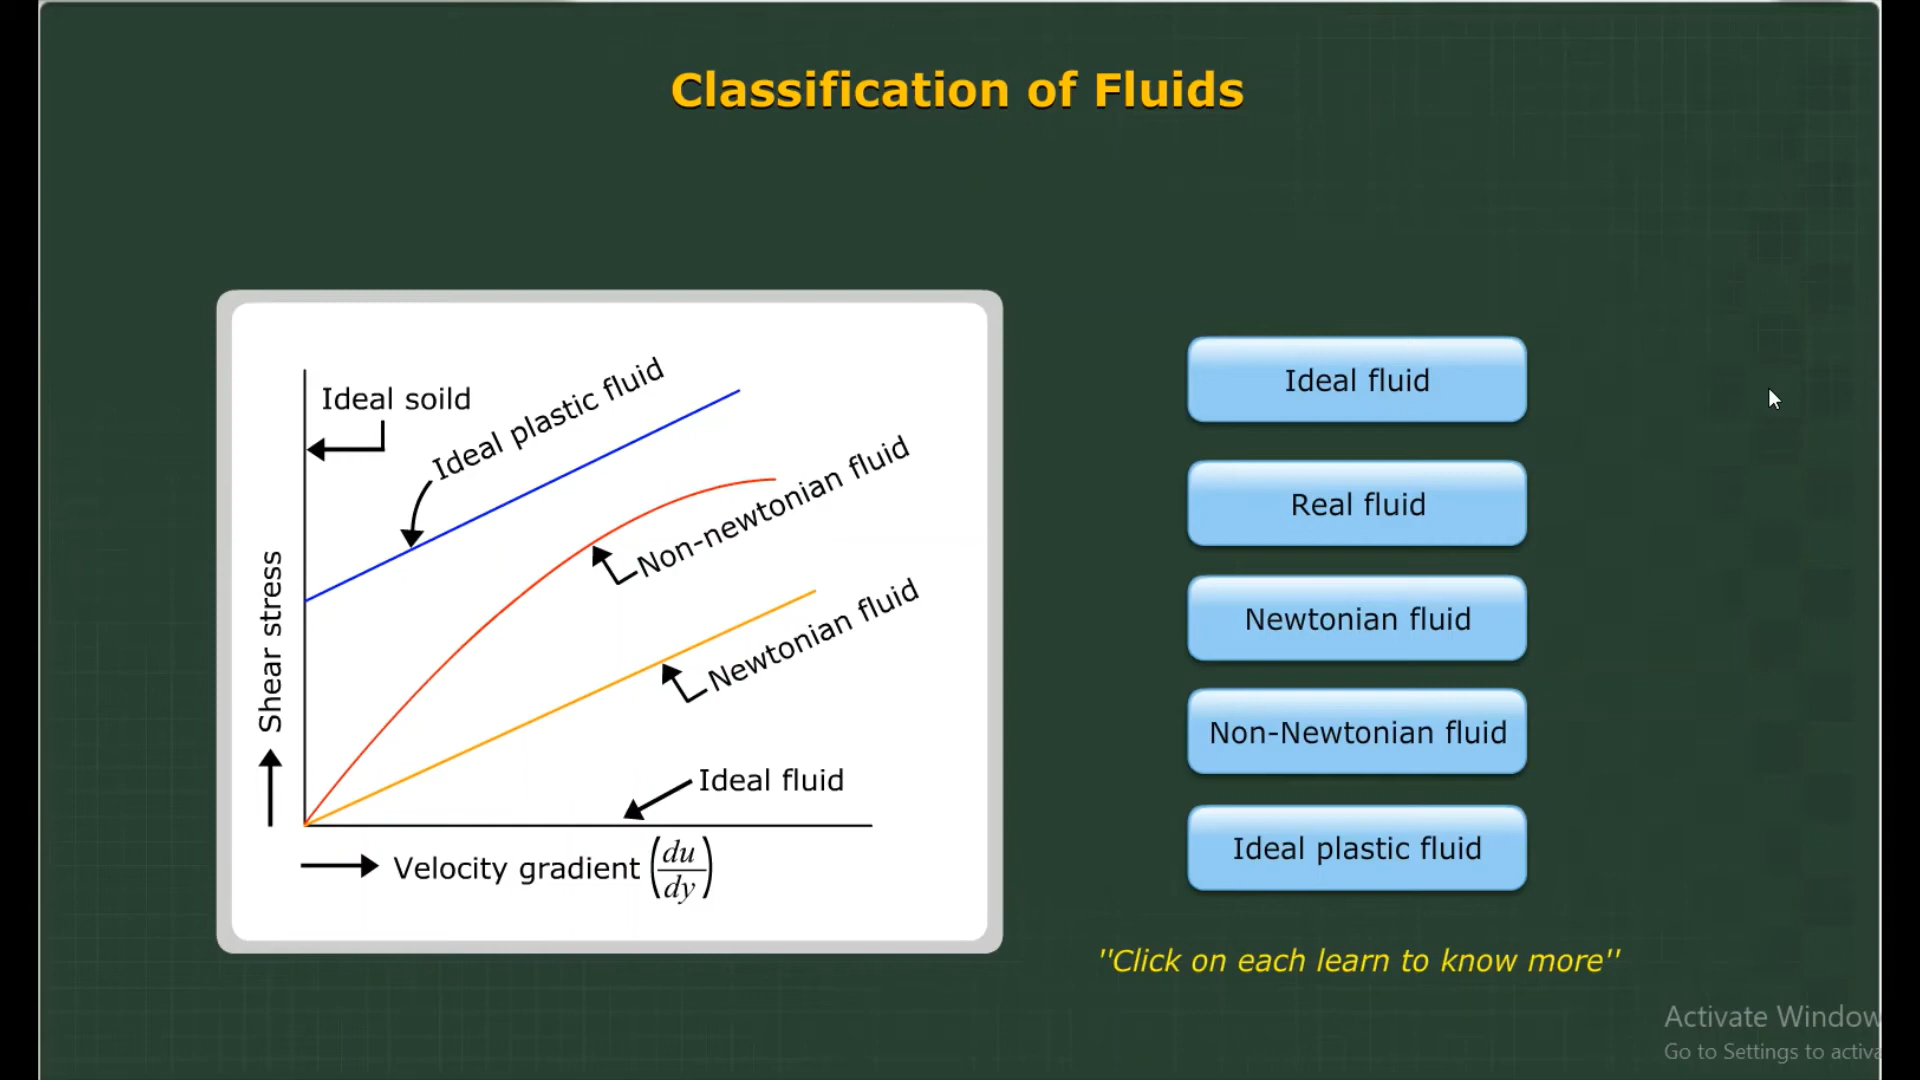 Classification of Fluids
Ideal soild
Ideal plastic fluid
Non-newtonian fluid
Newtonian fluid
Ideal fluid
Shear stress
Velocity gradient (du/dy)
Ideal fluid
Real fluid
Newtonian fluid
Non-Newtonian fluid
Ideal plastic fluid
"Click on each learn to know more"
Activate Window
Go to Settings to activa